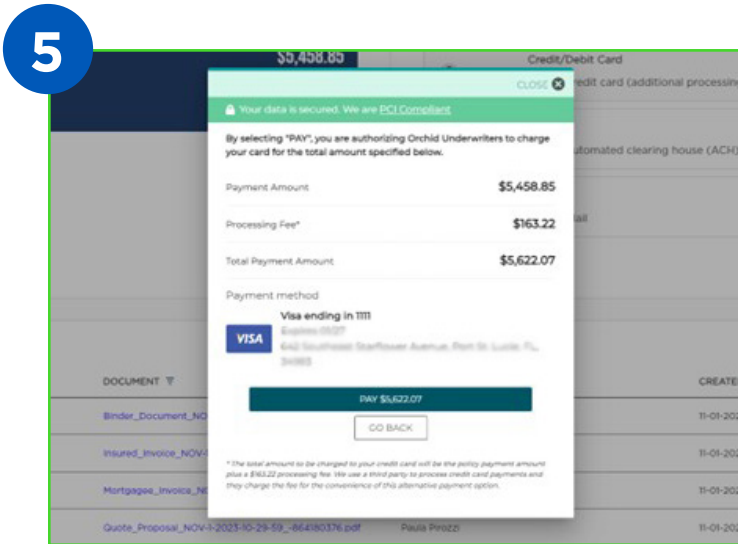 5
$5,458.85
Credit/Debit Card
CLOSE
edit card (additional processing
Your data is secured. We are PCI Compliant
By selecting "PAY", you are authorizing Orchid Underwriters to charge
your card for the total amount specified below.
utomated clearing house (ACH)
Payment Amount $5,458.85
Processing Fee* $163.22
ail
Total Payment Amount $5,622.07
Payment method
Visa ending in 1111
VISA
PAY $5,622.07
GO BACK
* The total amount to be charged to your credit card will be the policy payment amount
plus a $163.22 processing fee. We use a third party to process credit card payments and
they charge the fee for the convenience of this alternative payment option.
DOCUMENT CREATE
Binder_Document_NO 11-01-202
Insured_Invoice_NOV-1 11-01-202
Mortgagee_Invoice_NO 11-01-202
Quote_Proposal_NOV-1-2023-10-29-59_-864180376.pdf Paula Pirozzi 11-01-202